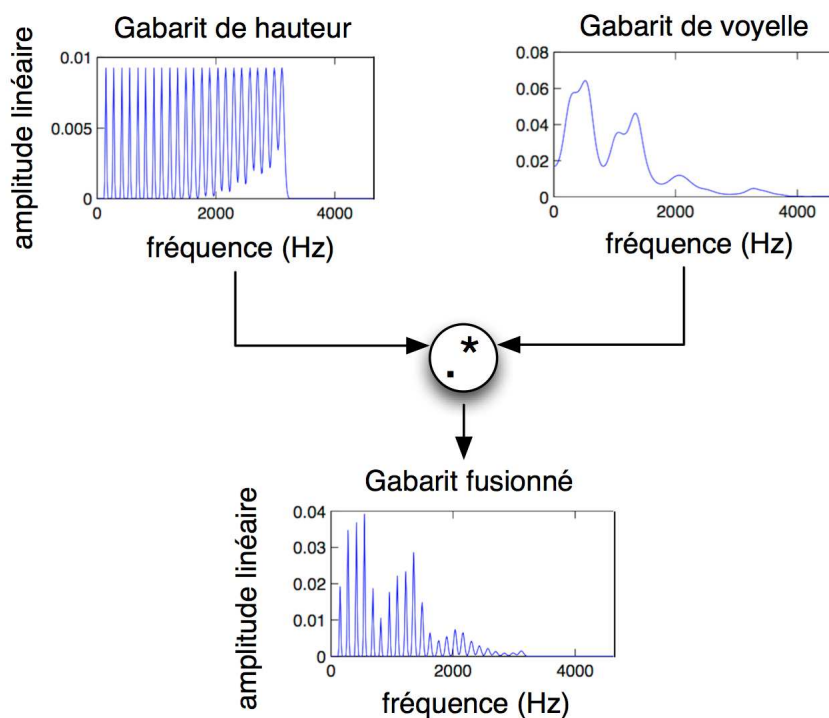 Gabarit de hauteur
amplitude linéaire
0.01
0.005
0
0 2000 4000
fréquence (Hz)
Gabarit de voyelle
0.08
0.06
0.04
0.02
0
0 2000 4000
fréquence (Hz)
.*
Gabarit fusionné
amplitude linéaire
0.04
0.03
0.02
0.01
0
0 2000 4000
fréquence (Hz)